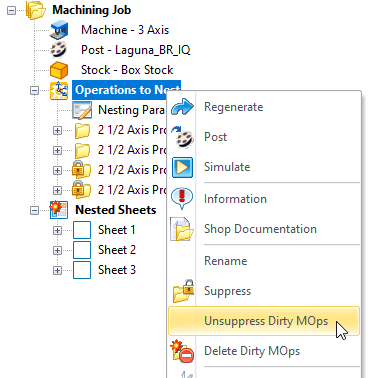 Machining Job
Machine - 3 Axis
Post - Laguna_BR_IQ
Stock - Box Stock
Operations to Nest
Nesting Para
2 1/2 Axis Pro
2 1/2 Axis Pro
2 1/2 Axis Pro
2 1/2 Axis Pro
Nested Sheets
Sheet 1
Sheet 2
Sheet 3
Regenerate
Post
Simulate
Information
Shop Documentation
Rename
Suppress
Unsuppress Dirty MOps
Delete Dirty MOps